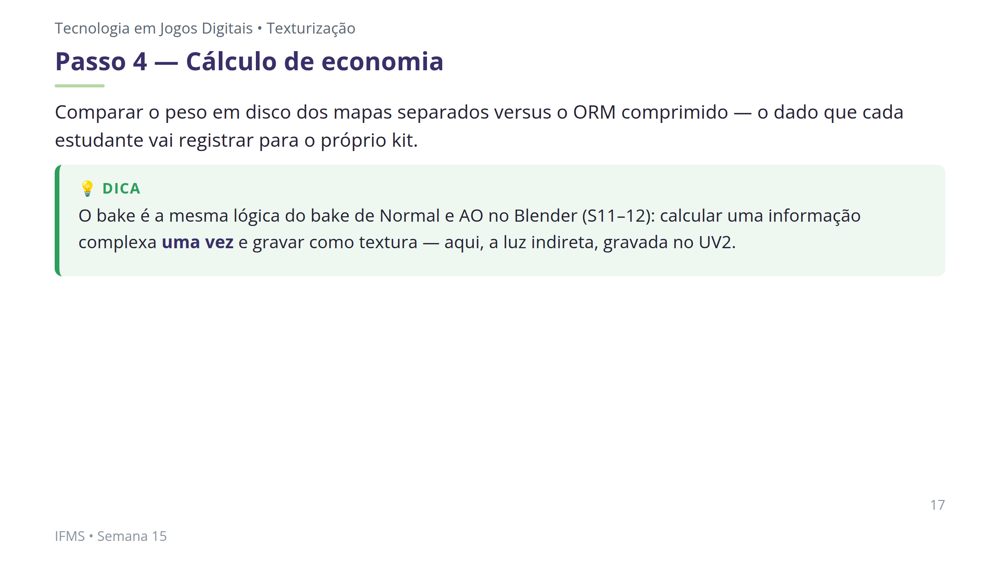 Tecnologia em Jogos Digitais • Texturização
Passo 4 — Cálculo de economia
Comparar o peso em disco dos mapas separados versus o ORM comprimido — o dado que cada
estudante vai registrar para o próprio kit.
💡 DICA
O bake é a mesma lógica do bake de Normal e AO no Blender (S11–12): calcular uma informação
complexa uma vez e gravar como textura — aqui, a luz indireta, gravada no UV2.
17
IFMS • Semana 15